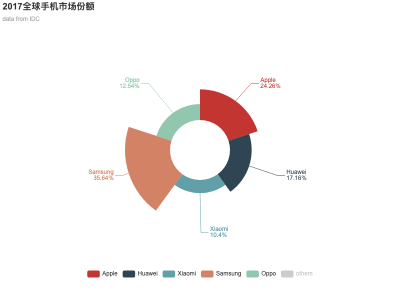 2017全球手机市场份额
data from IDC
Oppo
12.54%
Apple
24.26%
Samsung
35.64%
Huawei
17.16%
Xiaomi
10.4%
Apple Huawei Xiaomi Samsung Oppo others